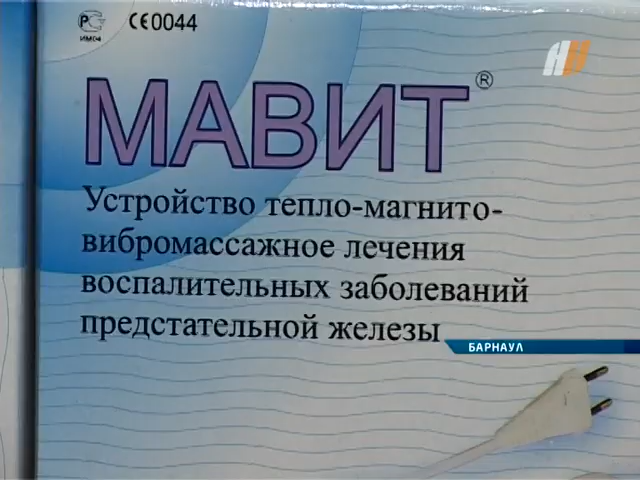 CE0044
МАВИТ®
Устройство тепло-магнито-
вибромассажное лечения
воспалительных заболеваний
предстательной железы
БАРНАУЛ